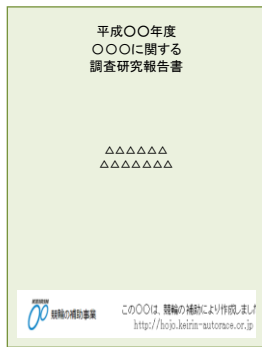 平成〇〇年度
〇〇〇に関する
調査研究報告書
△△△△△△
△△△△△△△
KEIRIN
競輪の補助事業
この〇〇は、競輪の補助により作成しまし
http://hojo.keirin-autorace.or.jp